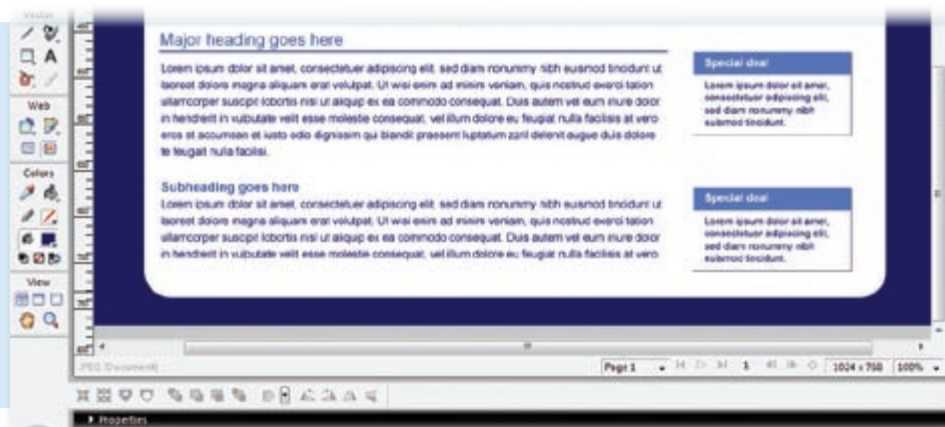 Vector
A
Web
Colors
View
Major heading goes here
Lorem ipsum dolor sit amet, consectetuer adipiscing elit, sed diam nonummy nibh euismod tincidunt ut
laoreet dolore magna aliquam erat volutpat. Ut wisi enim ad minim veniam, quis nostrud exerci tation
ullamcorper suscipit lobortis nisl ut aliquip ex ea commodo consequat. Duis autem vel eum iriure dolor
in hendrerit in vulputate velit esse molestie consequat, vel illum dolore eu feugiat nulla facilisis at vero
eros et accumsan et iusto odio dignissim qui blandit praesent luptatum zzril delenit augue duis dolore
te feugait nulla facilisi.
Subheading goes here
Lorem ipsum dolor sit amet, consectetuer adipiscing elit, sed diam nonummy nibh euismod tincidunt ut
laoreet dolore magna aliquam erat volutpat. Ut wisi enim ad minim veniam, quis nostrud exerci tation
ullamcorper suscipit lobortis nisl ut aliquip ex ea commodo consequat. Duis autem vel eum iriure dolor
in hendrerit in vulputate velit esse molestie consequat, vel illum dolore eu feugiat nulla facilisis at vero
Special deal
Lorem ipsum dolor sit amet,
consectetuer adipiscing elit,
sed diam nonummy nibh
euismod tincidunt.
Special deal
Lorem ipsum dolor sit amet,
consectetuer adipiscing elit,
sed diam nonummy nibh
euismod tincidunt.
JPEG (Document)
Page 1
1
1024 x 768
100%
Properties